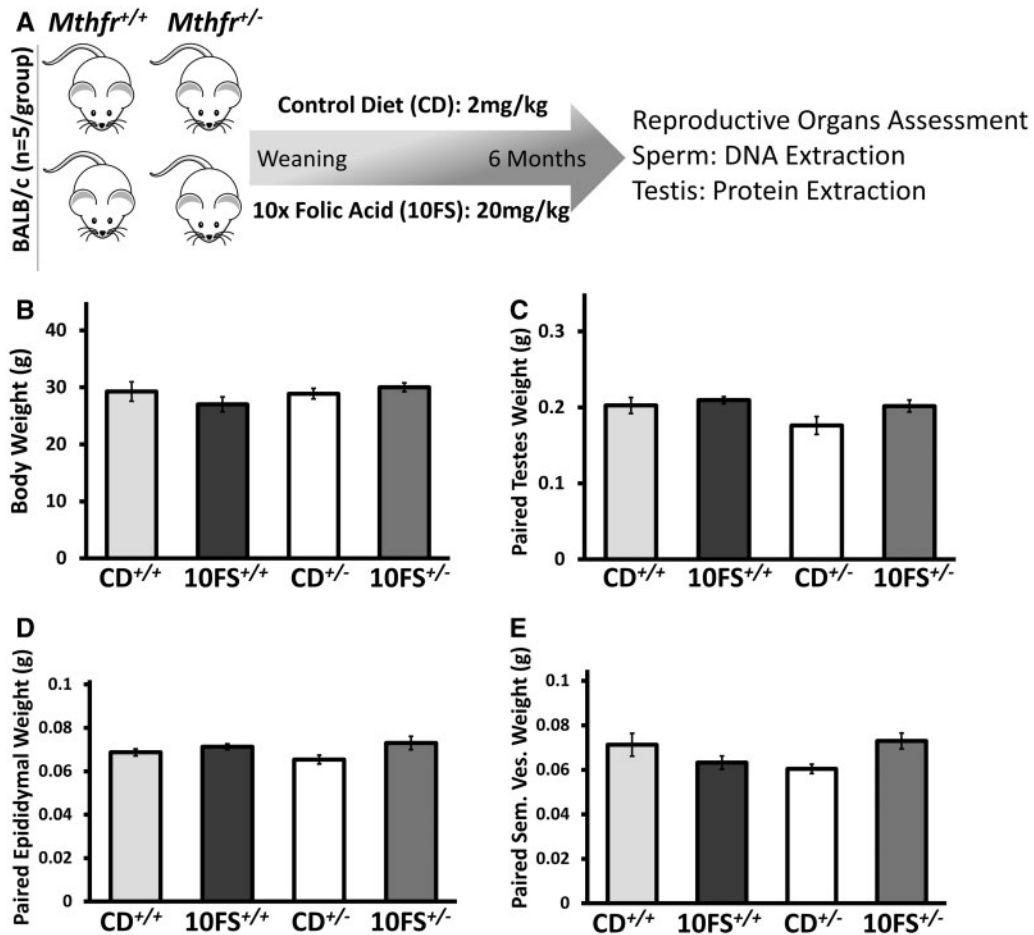 A
Mthfr+/+ Mthfr+/-
BALB/c (n=5/group)
Control Diet (CD): 2mg/kg
Weaning 6 Months
10x Folic Acid (10FS): 20mg/kg
Reproductive Organs Assessment
Sperm: DNA Extraction
Testis: Protein Extraction
B
Body Weight (g)
40
30
20
10
0
CD+/+ 10FS+/+ CD+/- 10FS+/-
C
Paired Testes Weight (g)
0.3
0.2
0.1
0
CD+/+ 10FS+/+ CD+/- 10FS+/-
D
Paired Epididymal Weight (g)
0.1
0.08
0.06
0.04
0.02
0
CD+/+ 10FS+/+ CD+/- 10FS+/-
E
Paired Sem. Ves. Weight (g)
0.1
0.08
0.06
0.04
0.02
0
CD+/+ 10FS+/+ CD+/- 10FS+/-